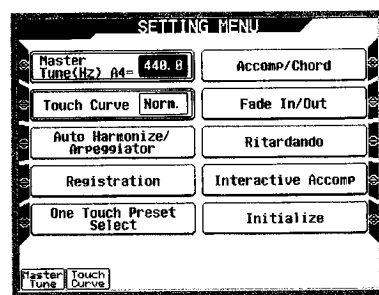 SETTING MENU
Master
Tune(Hz) A4= 440.0
Accomp/Chord
Touch Curve Norm.
Fade In/Out
Auto Harmonize/
Arpeggiator
Ritardando
Registration
Interactive Accomp
One Touch Preset
Select
Initialize
Master
Tune
Touch
Curve